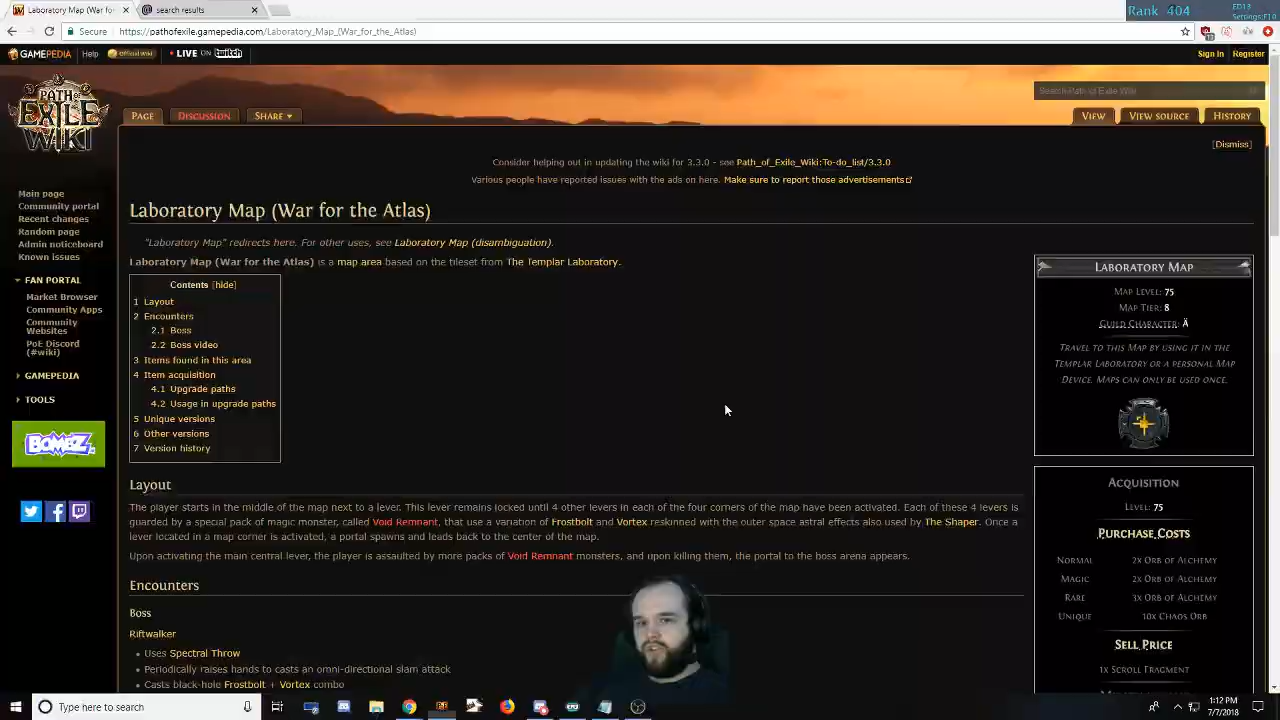 Laboratory Map (War for the
search results
Rank 404
ED18
Settings:F10
Secure
https://pathofexile.gamepedia.com/Laboratory_Map_(War_for_the_Atlas)
GAMEPEDIA
Help
Official Wiki
LIVE ON twitch
Sign In
Register
PATH OF EXILE WIKI
Search Path of Exile Wiki
PAGE
DISCUSSION
SHARE
VIEW
VIEW SOURCE
HISTORY
[Dismiss]
Consider helping out in updating the wiki for 3.3.0 - see Path_of_Exile_Wiki:To-do_list/3.3.0
Various people have reported issues with the ads on here. Make sure to report those advertisements
Main page
Community portal
Recent changes
Random page
Admin noticeboard
Known issues
FAN PORTAL
Market Browser
Community Apps
Community
Websites
PoE Discord
(#wiki)
GAMEPEDIA
TOOLS
BOMBZ
Laboratory Map (War for the Atlas)
"Laboratory Map" redirects here. For other uses, see Laboratory Map (disambiguation).
Laboratory Map (War for the Atlas) is a map area based on the tileset from The Templar Laboratory.
Contents [hide]
1 Layout
2 Encounters
2.1 Boss
2.2 Boss video
3 Items found in this area
4 Item acquisition
4.1 Upgrade paths
4.2 Usage in upgrade paths
5 Unique versions
6 Other versions
7 Version history
Layout
The player starts in the middle of the map next to a lever. This lever remains locked until 4 other levers in each of the four corners of the map have been activated. Each of these 4 levers is
guarded by a special pack of magic monster, called Void Remnant, that use a variation of Frostbolt and Vortex reskinned with the outer space astral effects also used by The Shaper. Once a
lever located in a map corner is activated, a portal spawns and leads back to the center of the map.
Upon activating the main central lever, the player is assaulted by more packs of Void Remnant monsters, and upon killing them, the portal to the boss arena appears.
Encounters
Boss
Riftwalker
• Uses Spectral Throw
• Periodically raises hands to casts an omni-directional slam attack
• Casts black-hole Frostbolt + Vortex combo
LABORATORY MAP
MAP LEVEL: 75
MAP TIER: 8
GUILD CHARACTER: Ä
TRAVEL TO THIS MAP BY USING IT IN THE
TEMPLAR LABORATORY OR A PERSONAL MAP
DEVICE. MAPS CAN ONLY BE USED ONCE.
ACQUISITION
LEVEL: 75
PURCHASE COSTS
NORMAL 2X ORB OF ALCHEMY
MAGIC 2X ORB OF ALCHEMY
RARE 3X ORB OF ALCHEMY
UNIQUE 10X CHAOS ORB
SELL PRICE
1X SCROLL FRAGMENT
Type here to search
1:12 PM
7/7/2018